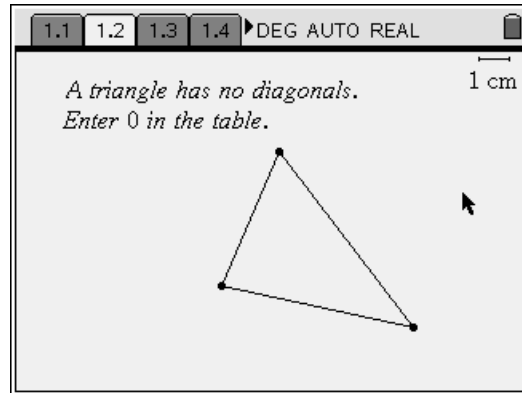 1.1 1.2 1.3 1.4 DEG AUTO REAL
1 cm
A triangle has no diagonals.
Enter 0 in the table.